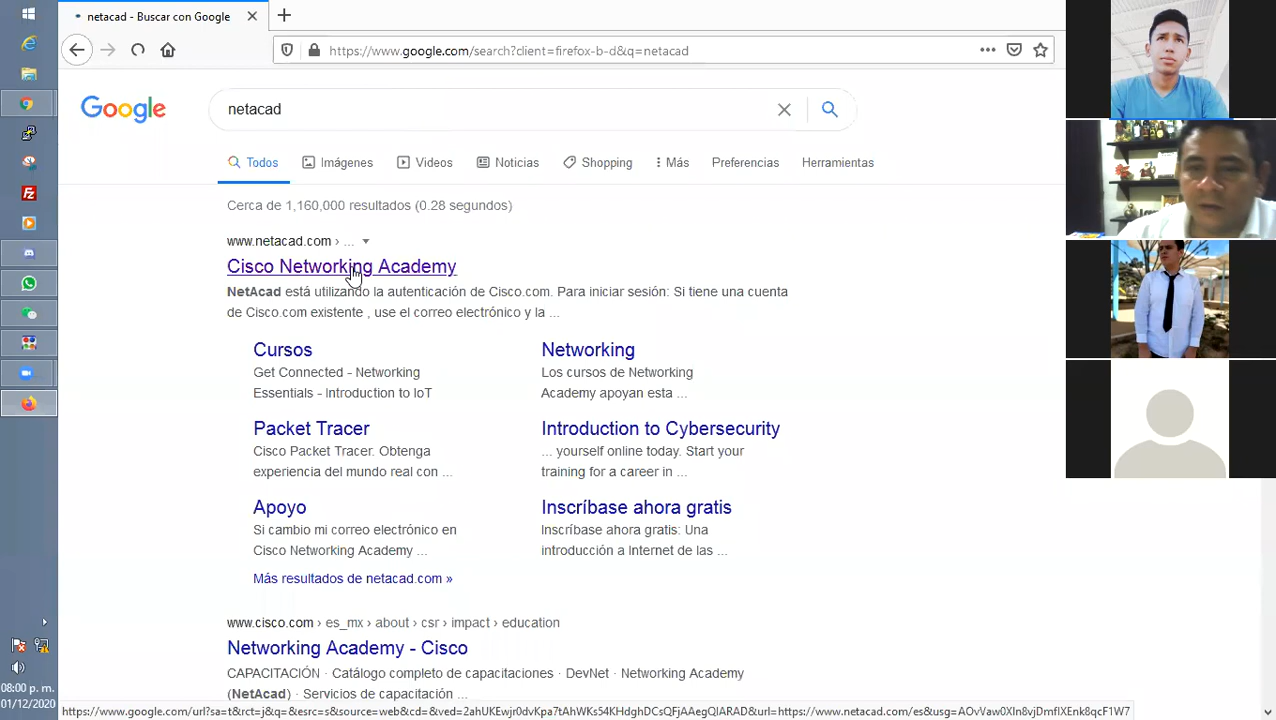 netacad - Buscar con Google
https://www.google.com/search?client=firefox-b-d&q=netacad
Google
netacad
Todos
Imágenes
Videos
Noticias
Shopping
Más
Preferencias
Herramientas
Cerca de 1,160,000 resultados (0.28 segundos)
www.netacad.com › ...
Cisco Networking Academy
NetAcad está utilizando la autenticación de Cisco.com. Para iniciar sesión: Si tiene una cuenta
de Cisco.com existente , use el correo electrónico y la ...
Cursos
Get Connected - Networking
Essentials - Introduction to IoT
Networking
Los cursos de Networking
Academy apoyan esta ...
Packet Tracer
Cisco Packet Tracer. Obtenga
experiencia del mundo real con ...
Introduction to Cybersecurity
... yourself online today. Start your
training for a career in ...
Apoyo
Si cambio mi correo electrónico en
Cisco Networking Academy ...
Inscríbase ahora gratis
Inscríbase ahora gratis: Una
introducción a Internet de las ...
Más resultados de netacad.com »
www.cisco.com › es_mx › about › csr › impact › education
Networking Academy - Cisco
CAPACITACIÓN · Catálogo completo de capacitaciones · DevNet · Networking Academy
(NetAcad) · Servicios de capacitación ...
08:00 p. m.
01/12/2020